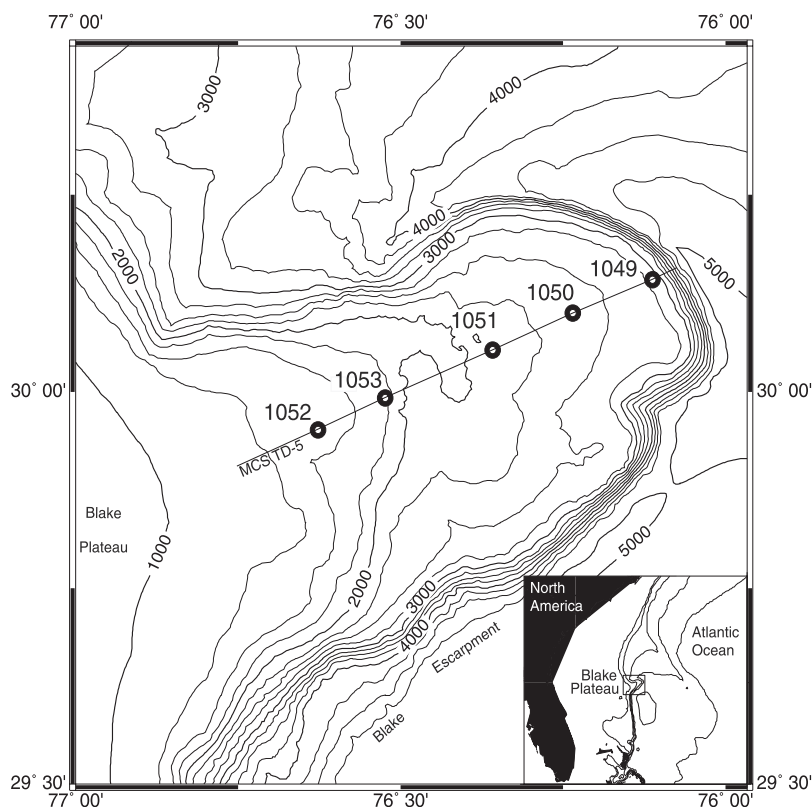 77° 00'
76° 30'
76° 00'
3000
4000
4000
3000
2000
5000
1049
1050
1051
30° 00'
30° 00'
1053
1052
MCS TD-5
Blake
Plateau
1000
5000
2000
3000
4000
Escarpment
Blake
North
America
Atlantic
Ocean
Blake
Plateau
29° 30'
29° 30'
77° 00'
76° 30'
76° 00'